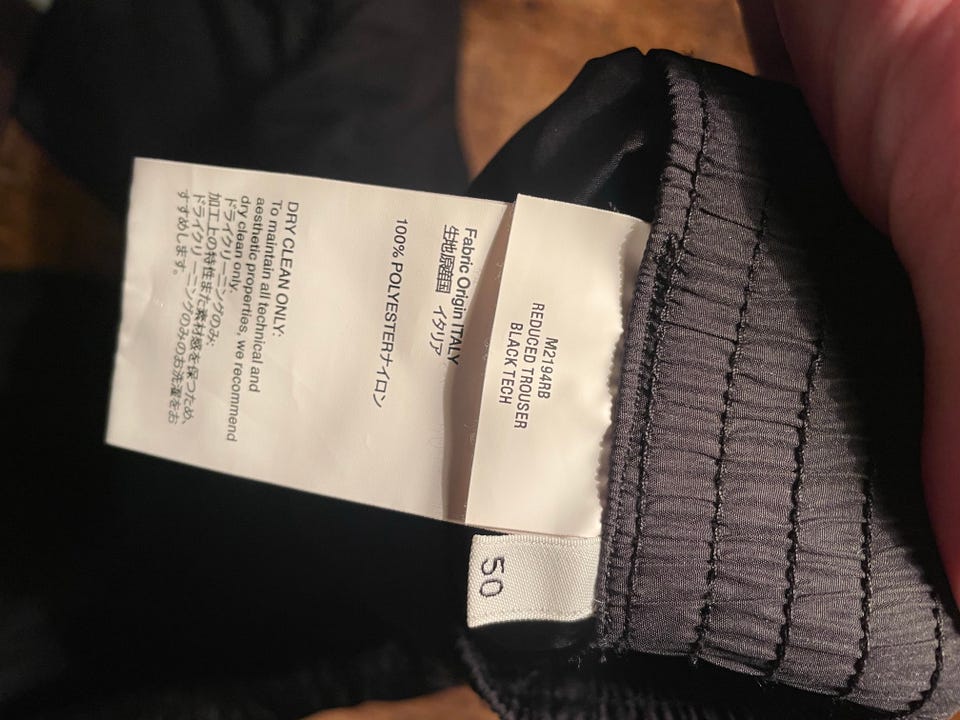 M2194RB
REDUCED TROUSER
BLACK TECH
50
Fabric Origin ITALY
生地原産国 イタリア
100% POLYESTERナイロン
DRY CLEAN ONLY:
To maintain all technical and
aesthetic properties, we recommend
dry clean only.
ドライクリーニングのみ:
加工上の特性また素材感を保つため、
ドライクリーニングのみのお洗濯をお
すすめします。